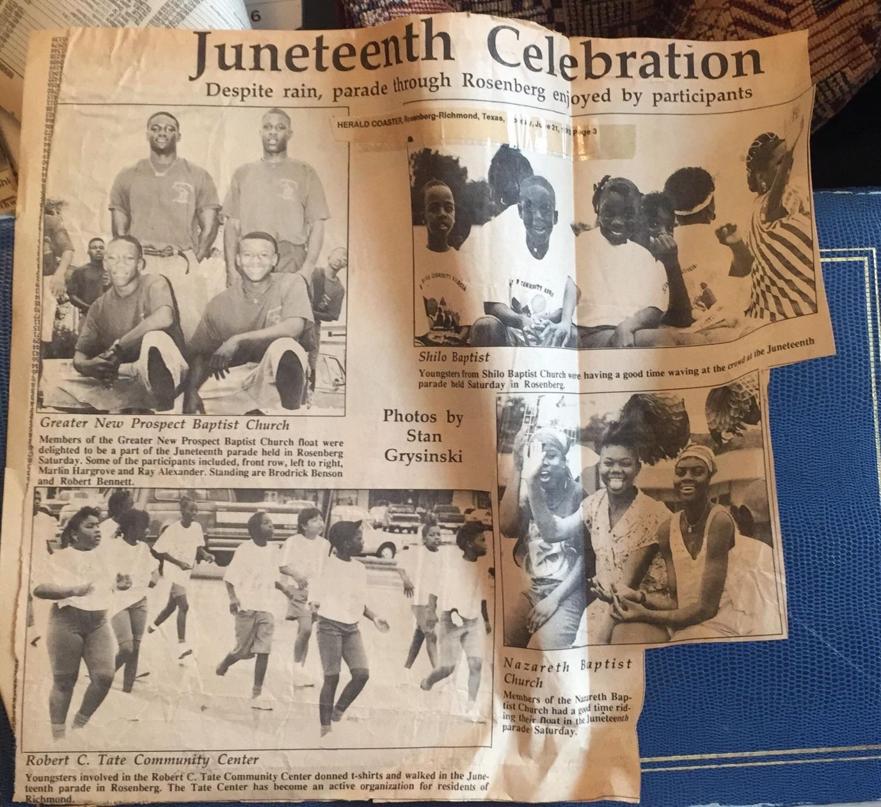 6
Juneteenth Celebration
Despite rain, parade through Rosenberg enjoyed by participants
HERALD COASTER, Rosenberg-Richmond, Texas, June 21, Page 3
Shilo Baptist
Youngsters from Shilo Baptist Church were having a good time waving at the crowd at the Juneteenth
parade held Saturday in Rosenberg.
Greater New Prospect Baptist Church
Members of the Greater New Prospect Baptist Church float were
delighted to be a part of the Juneteenth parade held in Rosenberg
Saturday. Some of the participants included, front row, left to right,
Marlin Hargrove and Ray Alexander. Standing are Brodrick Benson
and Robert Bennett.
Photos by
Stan
Grysinski
Nazareth Baptist
Church
Members of the Nazareth Bap-
tist Church had a good time rid-
ing their float in the Juneteenth
parade Saturday.
Robert C. Tate Community Center
Youngsters involved in the Robert C. Tate Community Center donned t-shirts and walked in the June-
teenth parade in Rosenberg. The Tate Center has become an active organization for residents of
Richmond.